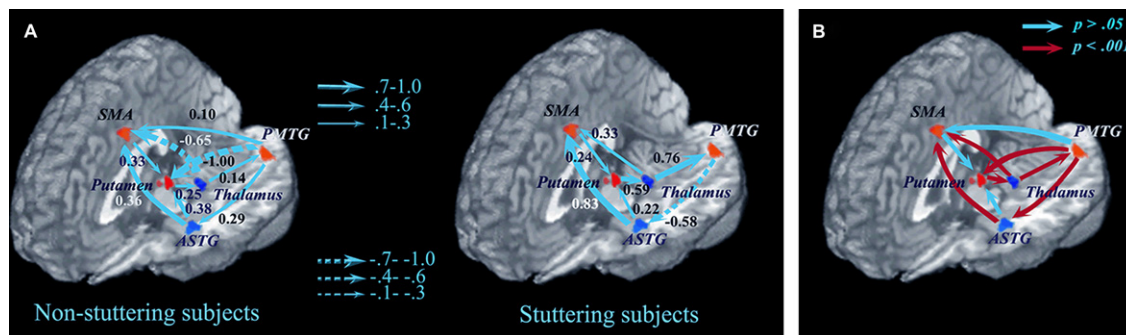 A
SMA
0.10
PMTG
-0.65
0.33
-1.00
0.14
Putamen
Thalamus
0.25
0.36
0.38
0.29
ASTG
Non-stuttering subjects
.7-1.0
.4-.6
.1-.3
-.7- -1.0
-.4- -.6
-.1- -.3
SMA
0.33
PMTG
0.24
0.76
Putamen
Thalamus
0.59
0.83
0.22
-0.58
ASTG
Stuttering subjects
B
p > .05
p < .001
SMA
PMTG
Putamen
Thalamus
ASTG